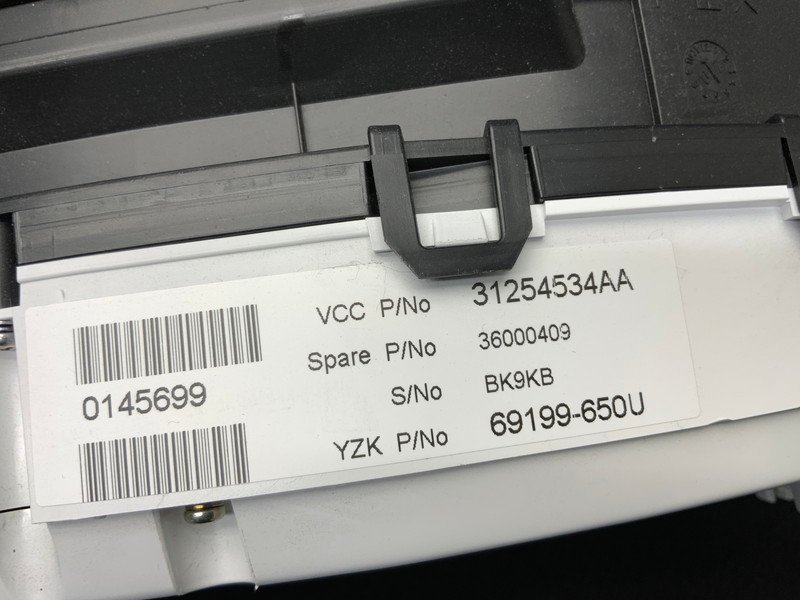 VCC P/No 31254534AA
Spare P/No 36000409
S/No BK9KB
YZK P/No 69199-650U
0145699